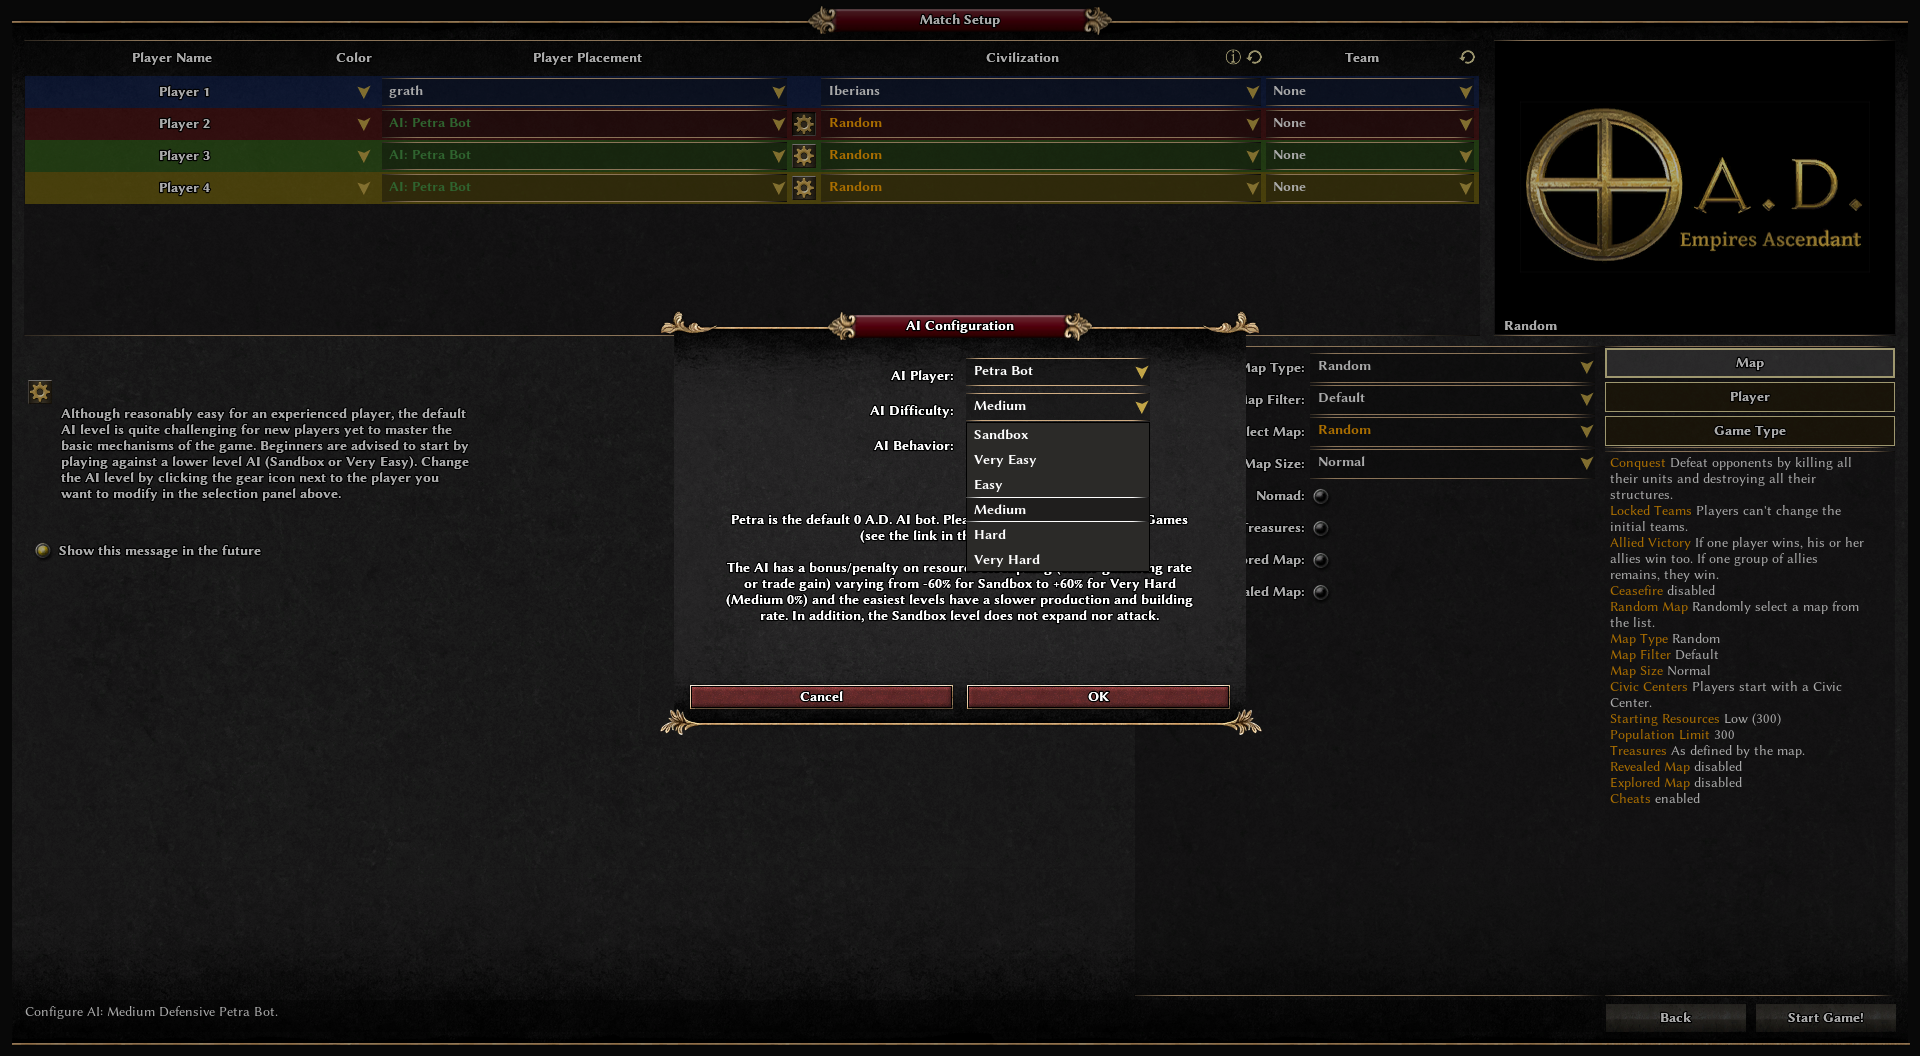 Match Setup
Player Name Color Player Placement Civilization Team
Player 1 grath Iberians None
Player 2 AI: Petra Bot Random None
Player 3 AI: Petra Bot Random None
Player 4 AI: Petra Bot Random None
A. D.
Empires Ascendant
Random
AI Configuration
AI Player: Petra Bot
AI Difficulty: Medium
Sandbox
Very Easy
Easy
Medium
Hard
Very Hard
AI Behavior:
Petra is the default 0 A.D. AI bot. Games
(see the link in
The AI has a bonus/penalty on rate
or trade gain) varying from -60% for Sandbox to +60% for Very Hard
(Medium 0%) and the easiest levels have a slower production and building
rate. In addition, the Sandbox level does not expand nor attack.
Cancel OK
Although reasonably easy for an experienced player, the default
AI level is quite challenging for new players yet to master the
basic mechanisms of the game. Beginners are advised to start by
playing against a lower level AI (Sandbox or Very Easy). Change
the AI level by clicking the gear icon next to the player you
want to modify in the selection panel above.
Show this message in the future
Map Type: Random
Map Filter: Default
Map: Random
Map Size: Normal
Nomad:
Treasures:
Map:
Map:
Map
Player
Game Type
Conquest Defeat opponents by killing all
their units and destroying all their
structures.
Locked Teams Players can't change the
initial teams.
Allied Victory If one player wins, his or her
allies win too. If one group of allies
remains, they win.
Ceasefire disabled
Random Map Randomly select a map from
the list.
Map Type Random
Map Filter Default
Map Size Normal
Civic Centers Players start with a Civic
Center.
Starting Resources Low (300)
Population Limit 300
Treasures As defined by the map.
Revealed Map disabled
Explored Map disabled
Cheats enabled
Configure AI: Medium Defensive Petra Bot.
Back Start Game!